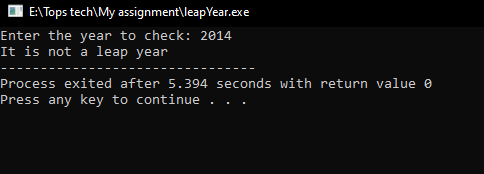 E:\Tops tech\My assignment\leapYear.exe
Enter the year to check: 2014
It is not a leap year
--------------------------------
Process exited after 5.394 seconds with return value 0
Press any key to continue . . .